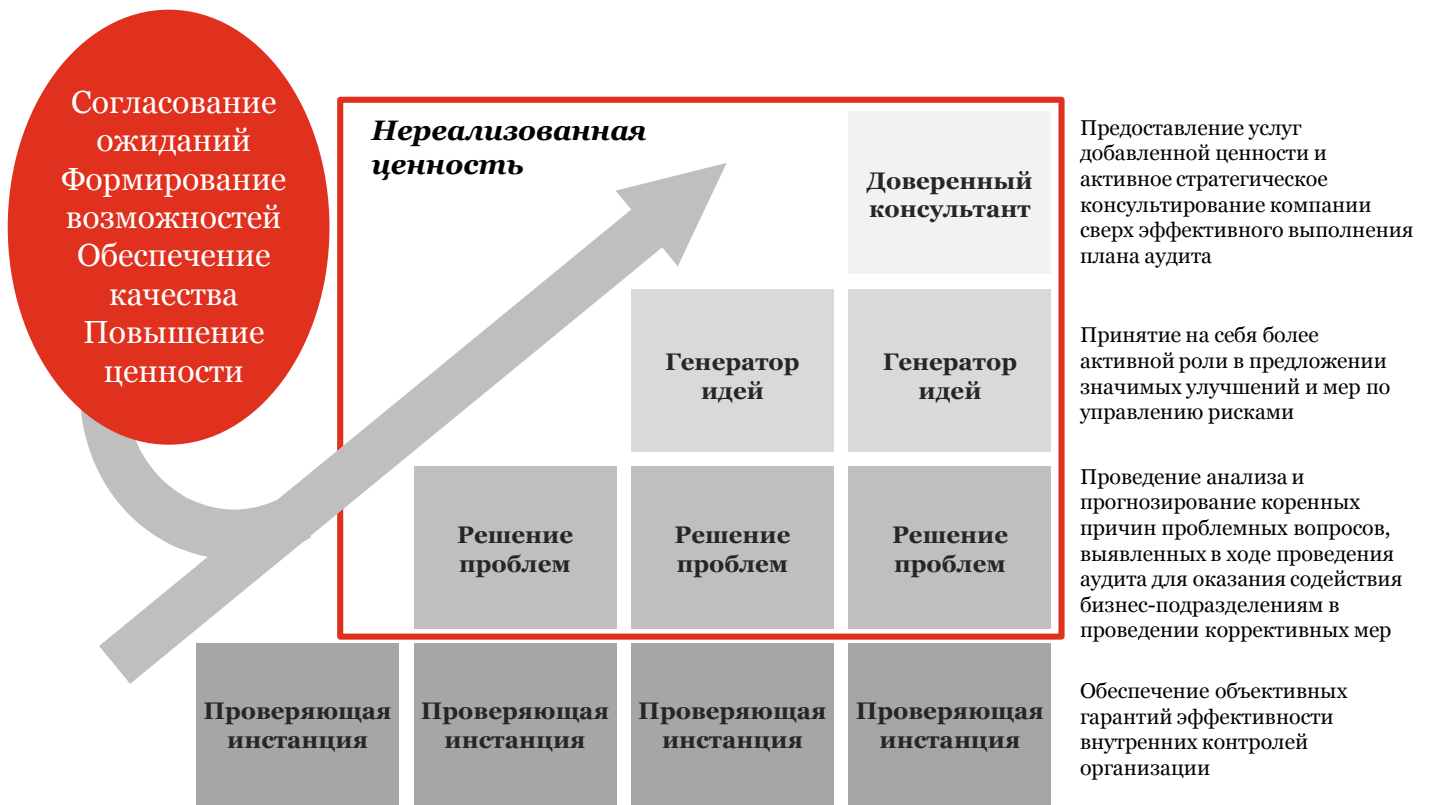 Согласование
ожиданий
Формирование
возможностей
Обеспечение
качества
Повышение
ценности
Нереализованная
ценность
Доверенный
консультант
Предоставление услуг
добавленной ценности и
активное стратегическое
консультирование компании
сверх эффективного выполнения
плана аудита
Генератор
идей
Генератор
идей
Принятие на себя более
активной роли в предложении
значимых улучшений и мер по
управлению рисками
Решение
проблем
Решение
проблем
Решение
проблем
Проведение анализа и
прогнозирование коренных
причин проблемных вопросов,
выявленных в ходе проведения
аудита для оказания содействия
бизнес-подразделениям в
проведении коррективных мер
Проверяющая
инстанция
Проверяющая
инстанция
Проверяющая
инстанция
Проверяющая
инстанция
Обеспечение объективных
гарантий эффективности
внутренних контролей
организации